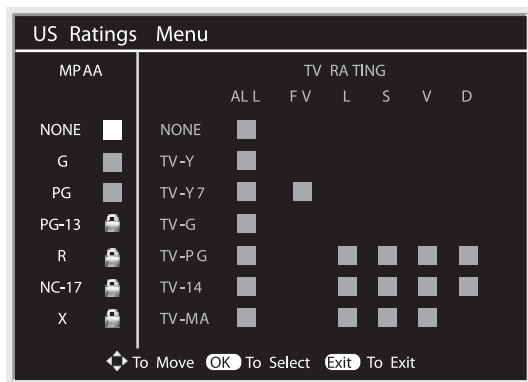 US Ratings Menu
MPAA TV RATING
ALL FV L S V D
NONE NONE
G TV-Y
PG TV-Y7
PG-13 TV-G
R TV-PG
NC-17 TV-14
X TV-MA
To Move OK To Select Exit To Exit